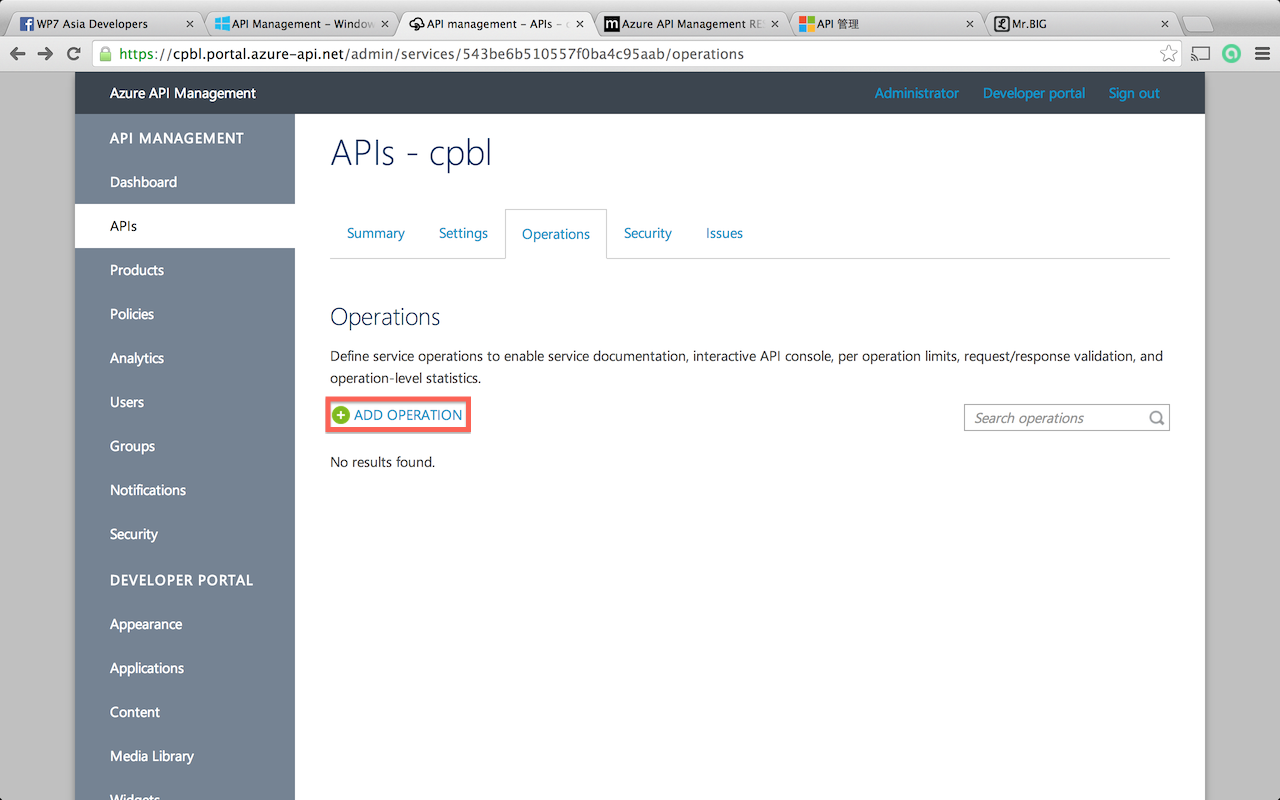 WP7 Asia Developers
API Management – Window
API management – APIs – c
Azure API Management RE
API 管理
Mr.BIG
https://cpbl.portal.azure-api.net/admin/services/543be6b510557f0ba4c95aab/operations
Azure API Management
Administrator
Developer portal
Sign out
API MANAGEMENT
Dashboard
APIs
Products
Policies
Analytics
Users
Groups
Notifications
Security
DEVELOPER PORTAL
Appearance
Applications
Content
Media Library
Widgets
APIs - cpbl
Summary
Settings
Operations
Security
Issues
Operations
Define service operations to enable service documentation, interactive API console, per operation limits, request/response validation, and
operation-level statistics.
ADD OPERATION
Search operations
No results found.